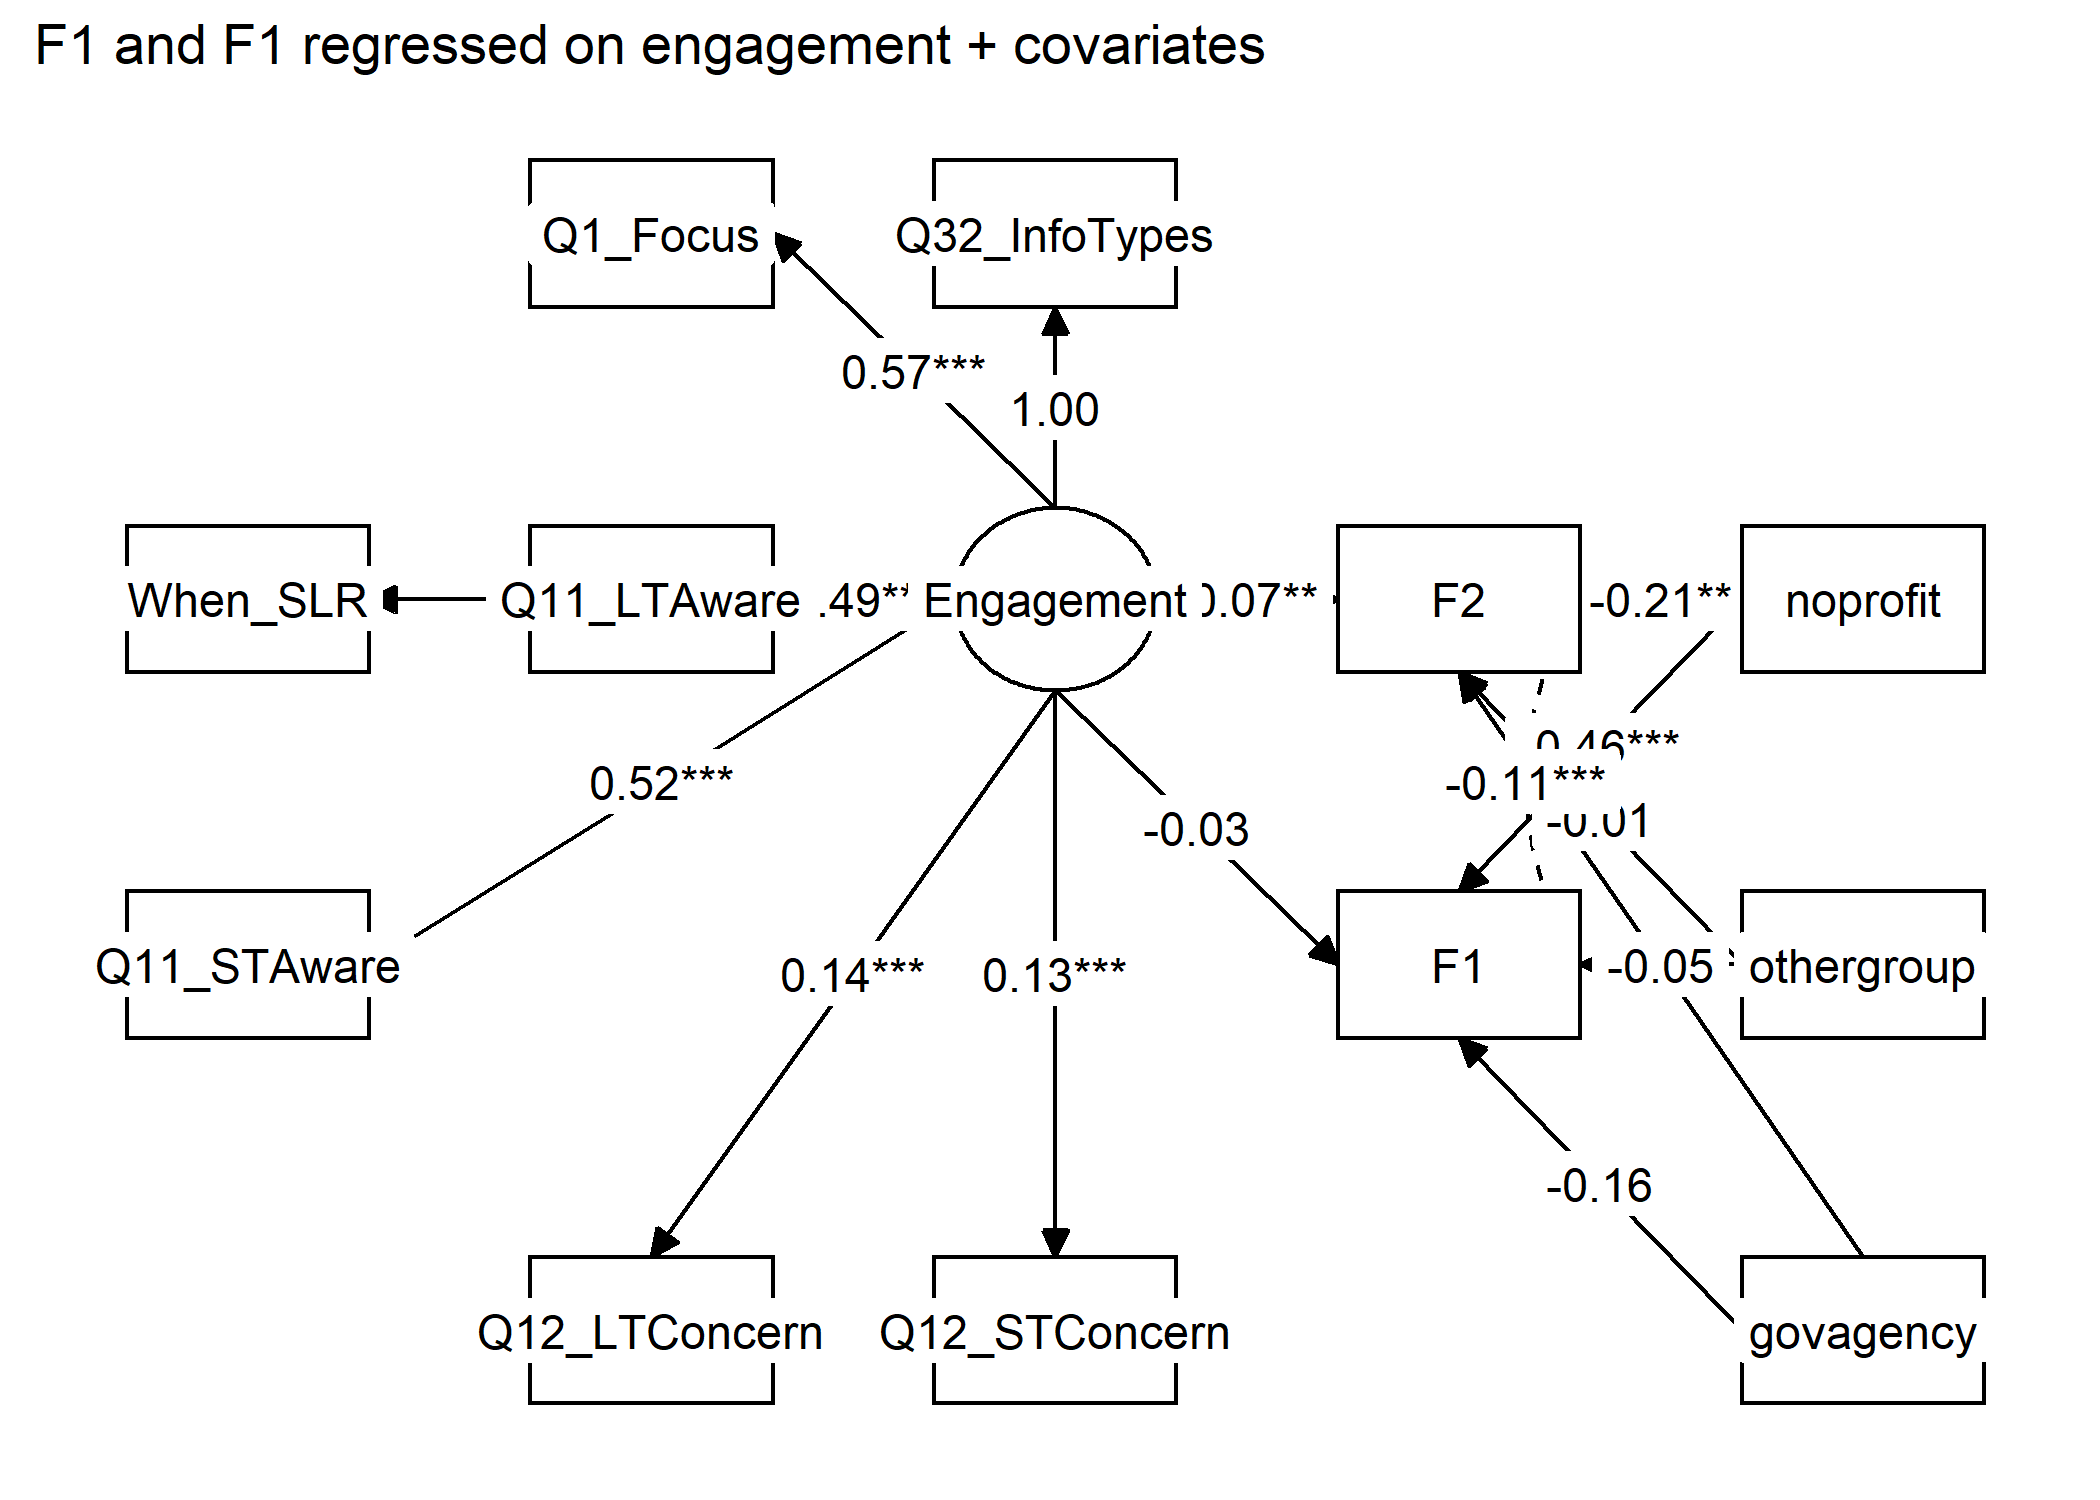 F1 and F1 regressed on engagement + covariates
Q1_Focus
Q32_InfoTypes
0.57***
1.00
When_SLR
Q11_LTAware
.49**
Engagement
0.07**
F2
-0.21**
noprofit
0.46***
0.52***
-0.11***
-0.03
-0.01
Q11_STAware
0.14***
0.13***
F1
-0.05
othergroup
-0.16
Q12_LTConcern
Q12_STConcern
govagency